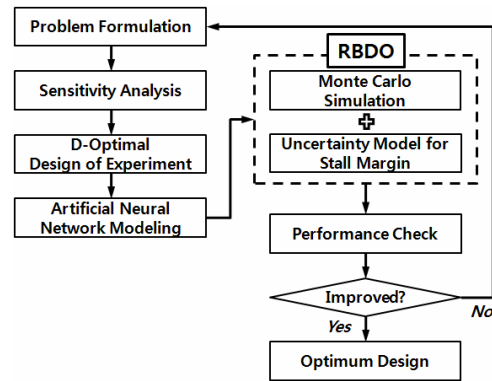 Problem Formulation
Sensitivity Analysis
D-Optimal
Design of Experiment
Artificial Neural
Network Modeling
RBDO
Monte Carlo
Simulation
Uncertainty Model for
Stall Margin
Performance Check
Improved?
No
Yes
Optimum Design